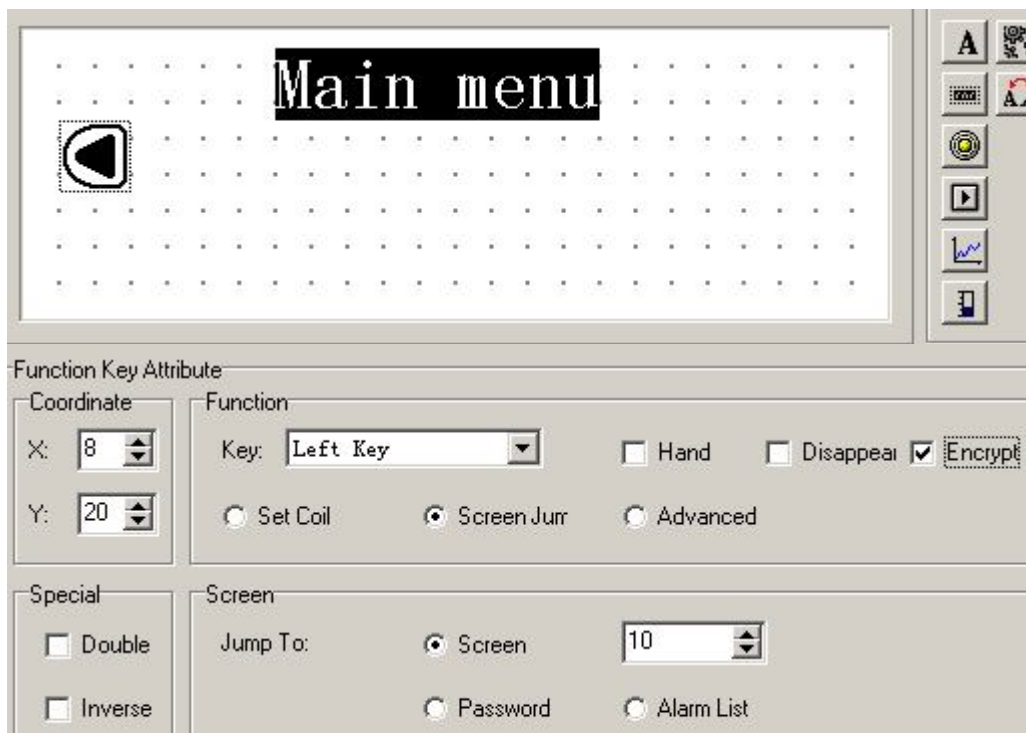 Main menu
A
A
Function Key Attribute
Coordinate
Function
X: 8
Key: Left Key
Hand
Disappear
Encrypt
Y: 20
Set Coil
Screen Jum
Advanced
Special
Screen
Double
Jump To:
Screen
10
Inverse
Password
Alarm List